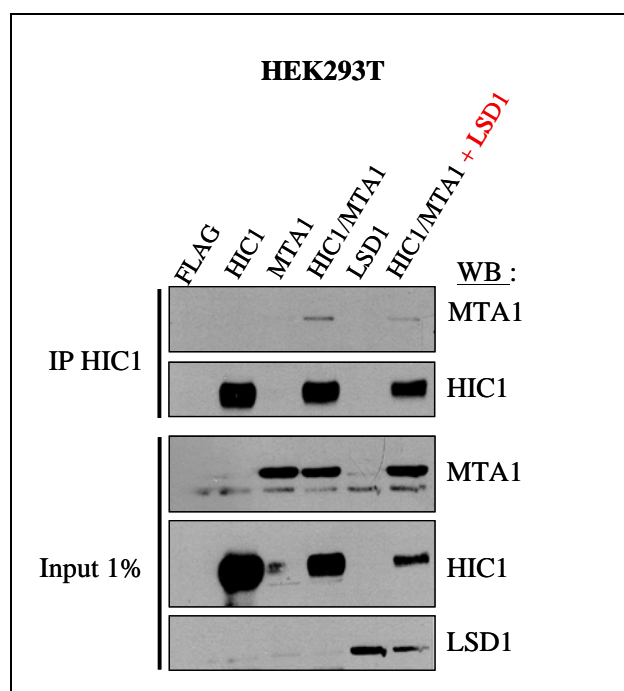 HEK293T
FLAG
HIC1
MTA1
HIC1/MTA1
LSD1
HIC1/MTA1 + LSD1
WB :
MTA1
IP HIC1
HIC1
MTA1
Input 1%
HIC1
LSD1